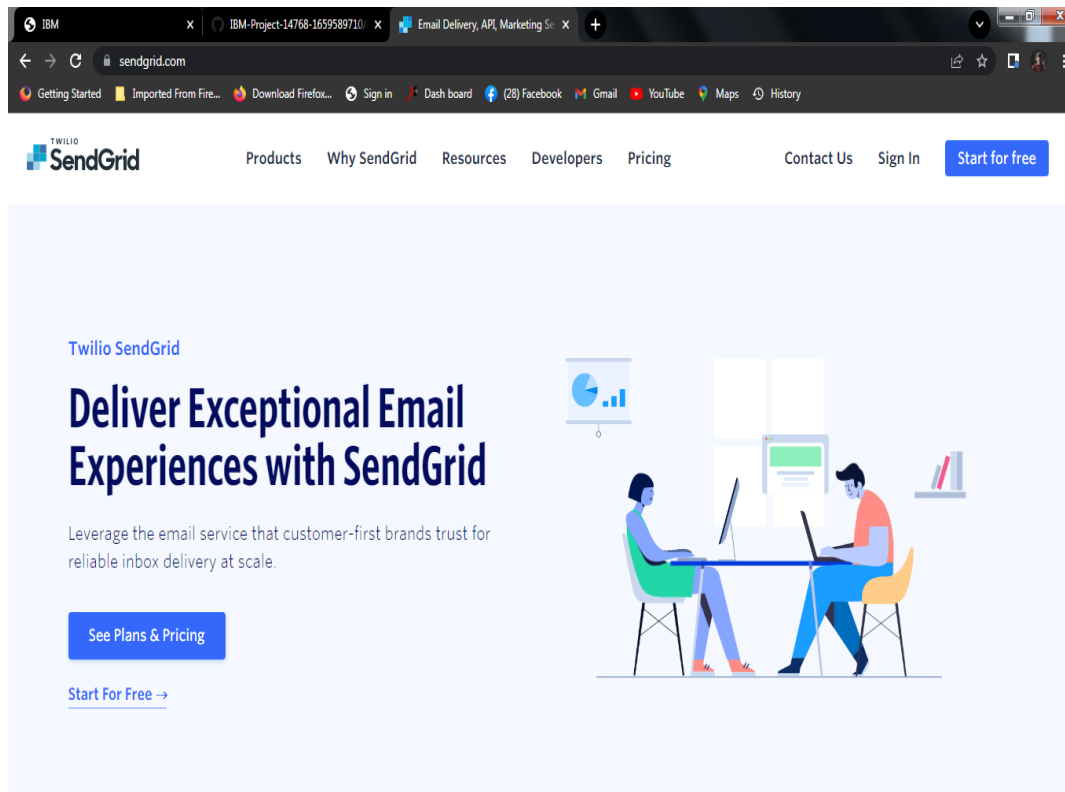 IBM
IBM-Project-14768-1659589710/
Email Delivery, API, Marketing Se
sendgrid.com
Getting Started Imported From Fire... Download Firefox... Sign in Dash board (28) Facebook Gmail YouTube Maps History
TWILIO
SendGrid
Products Why SendGrid Resources Developers Pricing Contact Us Sign In Start for free
Twilio SendGrid
Deliver Exceptional Email
Experiences with SendGrid
Leverage the email service that customer-first brands trust for
reliable inbox delivery at scale.
See Plans & Pricing
Start For Free →